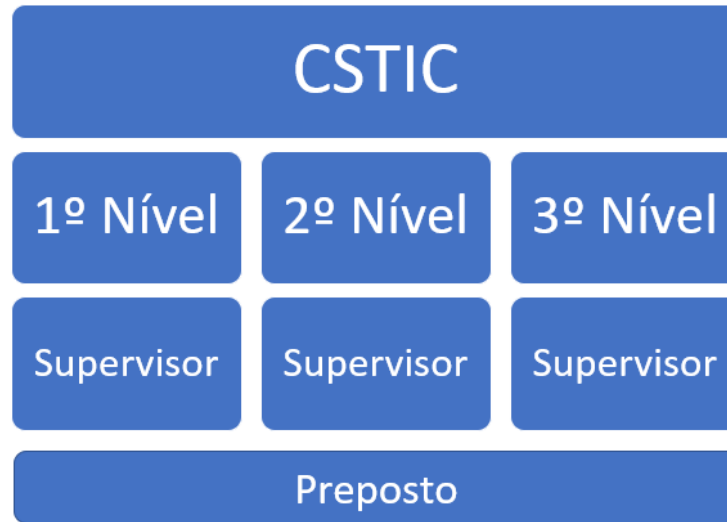 CSTIC
1º Nível
2º Nível
3º Nível
Supervisor
Supervisor
Supervisor
Preposto